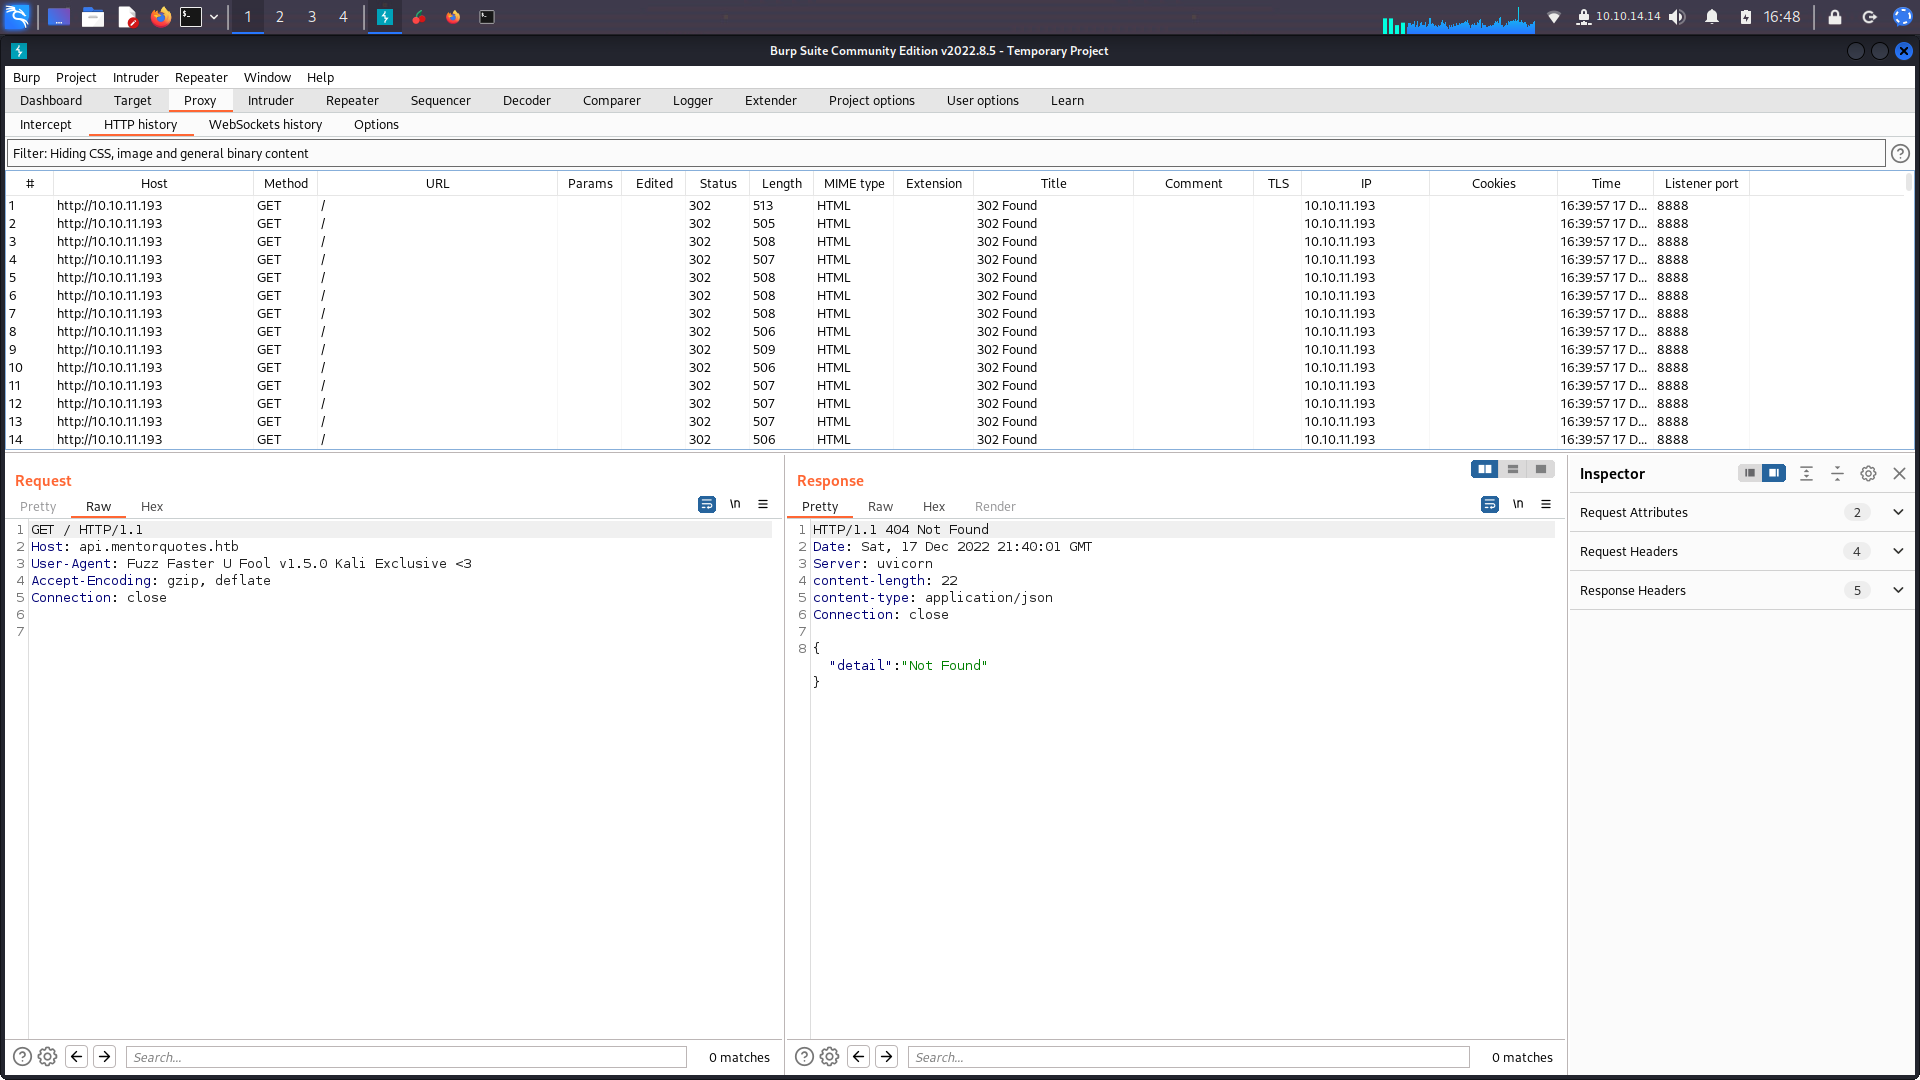 1 2 3 4 10.10.14.14 16:48
Burp Suite Community Edition v2022.8.5 - Temporary Project
Burp Project Intruder Repeater Window Help
Dashboard Target Proxy Intruder Repeater Sequencer Decoder Comparer Logger Extender Project options User options Learn
Intercept HTTP history WebSockets history Options
Filter: Hiding CSS, image and general binary content
# Host Method URL Params Edited Status Length MIME type Extension Title Comment TLS IP Cookies Time Listener port
1 http://10.10.11.193 GET / 302 513 HTML 302 Found 10.10.11.193 16:39:57 17 D... 8888
2 http://10.10.11.193 GET / 302 505 HTML 302 Found 10.10.11.193 16:39:57 17 D... 8888
3 http://10.10.11.193 GET / 302 508 HTML 302 Found 10.10.11.193 16:39:57 17 D... 8888
4 http://10.10.11.193 GET / 302 507 HTML 302 Found 10.10.11.193 16:39:57 17 D... 8888
5 http://10.10.11.193 GET / 302 508 HTML 302 Found 10.10.11.193 16:39:57 17 D... 8888
6 http://10.10.11.193 GET / 302 508 HTML 302 Found 10.10.11.193 16:39:57 17 D... 8888
7 http://10.10.11.193 GET / 302 508 HTML 302 Found 10.10.11.193 16:39:57 17 D... 8888
8 http://10.10.11.193 GET / 302 506 HTML 302 Found 10.10.11.193 16:39:57 17 D... 8888
9 http://10.10.11.193 GET / 302 509 HTML 302 Found 10.10.11.193 16:39:57 17 D... 8888
10 http://10.10.11.193 GET / 302 506 HTML 302 Found 10.10.11.193 16:39:57 17 D... 8888
11 http://10.10.11.193 GET / 302 507 HTML 302 Found 10.10.11.193 16:39:57 17 D... 8888
12 http://10.10.11.193 GET / 302 507 HTML 302 Found 10.10.11.193 16:39:57 17 D... 8888
13 http://10.10.11.193 GET / 302 507 HTML 302 Found 10.10.11.193 16:39:57 17 D... 8888
14 http://10.10.11.193 GET / 302 506 HTML 302 Found 10.10.11.193 16:39:57 17 D... 8888
Request
Pretty Raw Hex \n
1 GET / HTTP/1.1
2 Host: api.mentorquotes.htb
3 User-Agent: Fuzz Faster U Fool v1.5.0 Kali Exclusive <3
4 Accept-Encoding: gzip, deflate
5 Connection: close
6
7
Search... 0 matches
Response
Pretty Raw Hex Render \n
1 HTTP/1.1 404 Not Found
2 Date: Sat, 17 Dec 2022 21:40:01 GMT
3 Server: uvicorn
4 content-length: 22
5 content-type: application/json
6 Connection: close
7
8 {
"detail":"Not Found"
}
Search... 0 matches
Inspector
Request Attributes 2
Request Headers 4
Response Headers 5